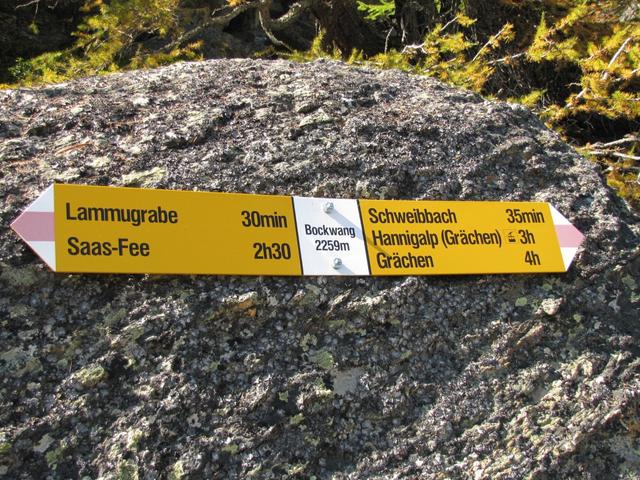 Lammugrabe 30min
Saas-Fee 2h30
Bockwang
2259m
Schweibbach 35min
Hannigalp (Grächen) 3h
Grächen 4h